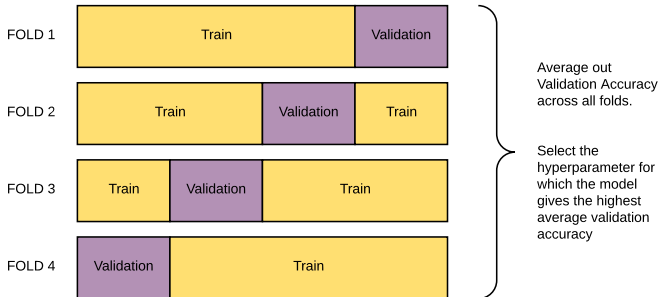 FOLD 1
Train
Validation
FOLD 2
Train
Validation
Train
FOLD 3
Train
Validation
Train
FOLD 4
Validation
Train
Average out
Validation Accuracy
across all folds.
Select the
hyperparameter for
which the model
gives the highest
average validation
accuracy